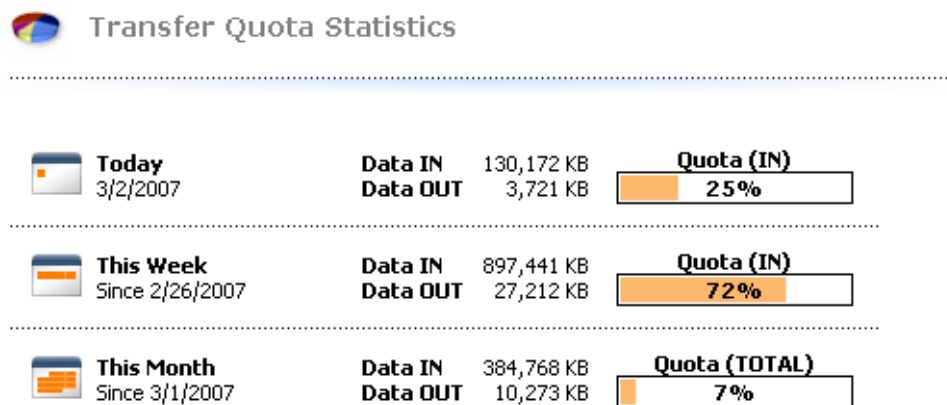 Transfer Quota Statistics
Today Data IN 130,172 KB Quota (IN)
3/2/2007 Data OUT 3,721 KB 25%
This Week Data IN 897,441 KB Quota (IN)
Since 2/26/2007 Data OUT 27,212 KB 72%
This Month Data IN 384,768 KB Quota (TOTAL)
Since 3/1/2007 Data OUT 10,273 KB 7%